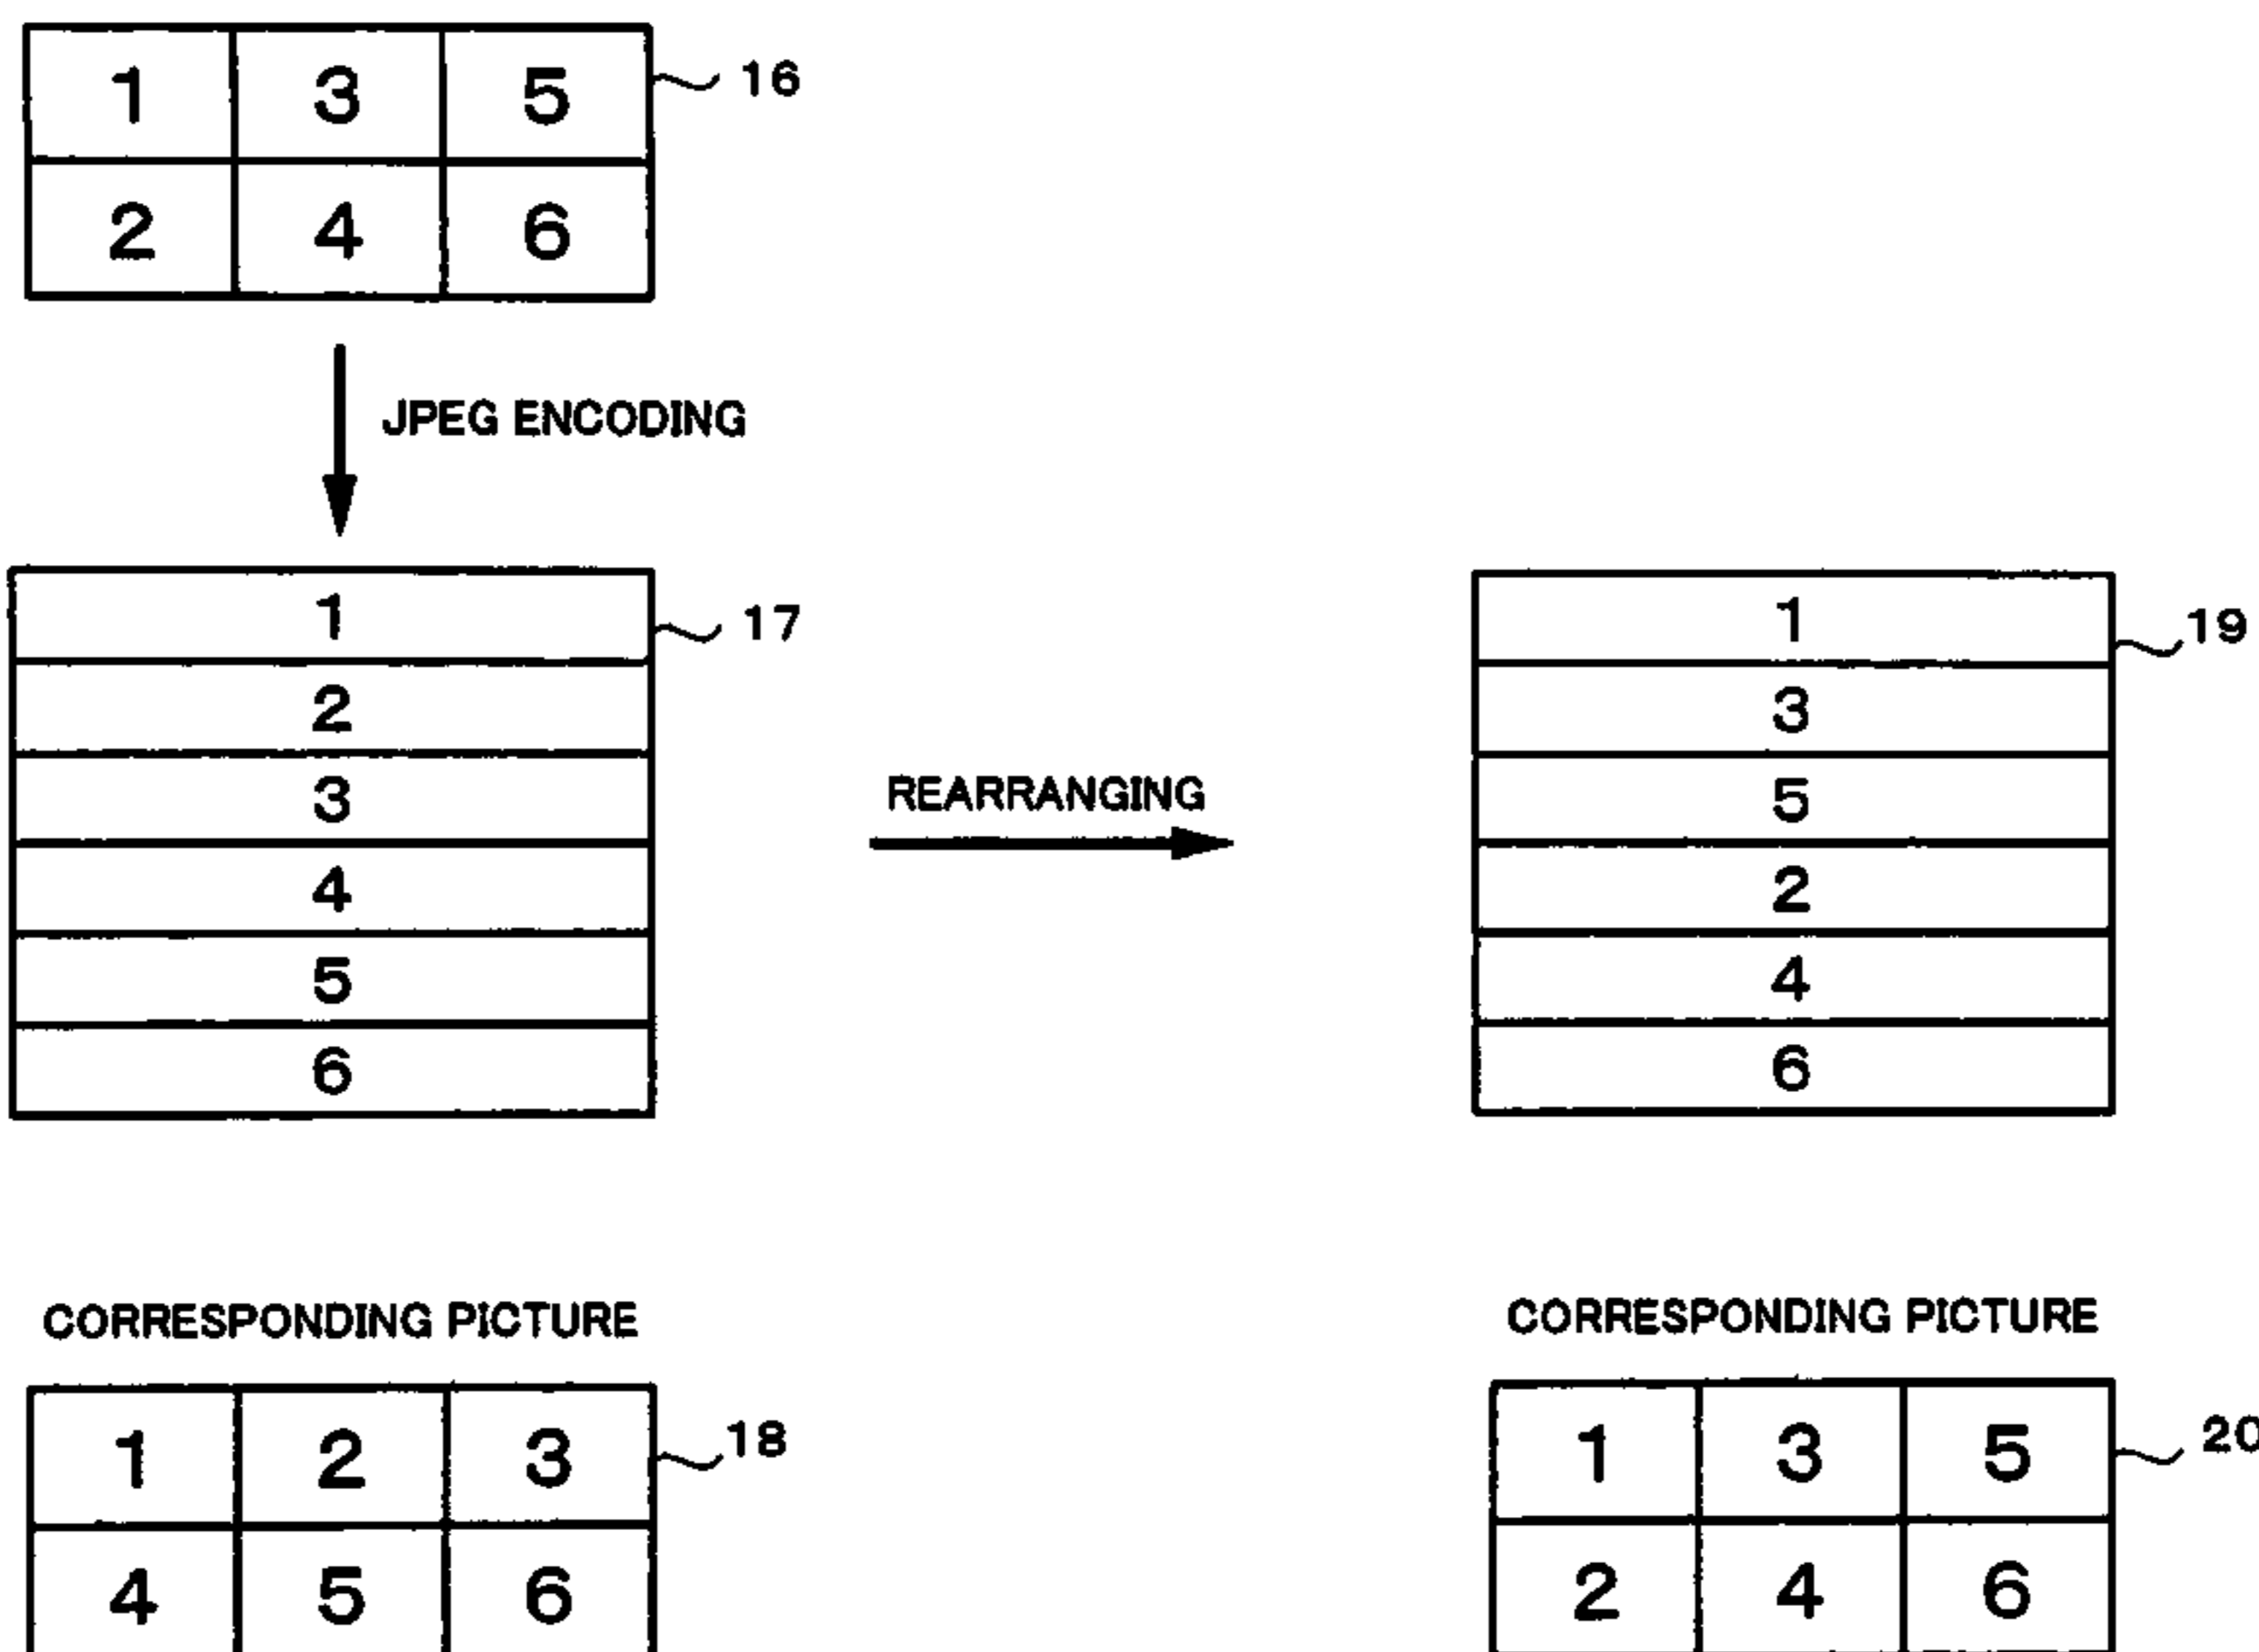 1 3 5 16
2 4 6
JPEG ENCODING
1 17
2
3
4
5
6
REARRANGING
1 19
3
5
2
4
6
CORRESPONDING PICTURE
1 2 3 18
4 5 6
CORRESPONDING PICTURE
1 3 5 20
2 4 6